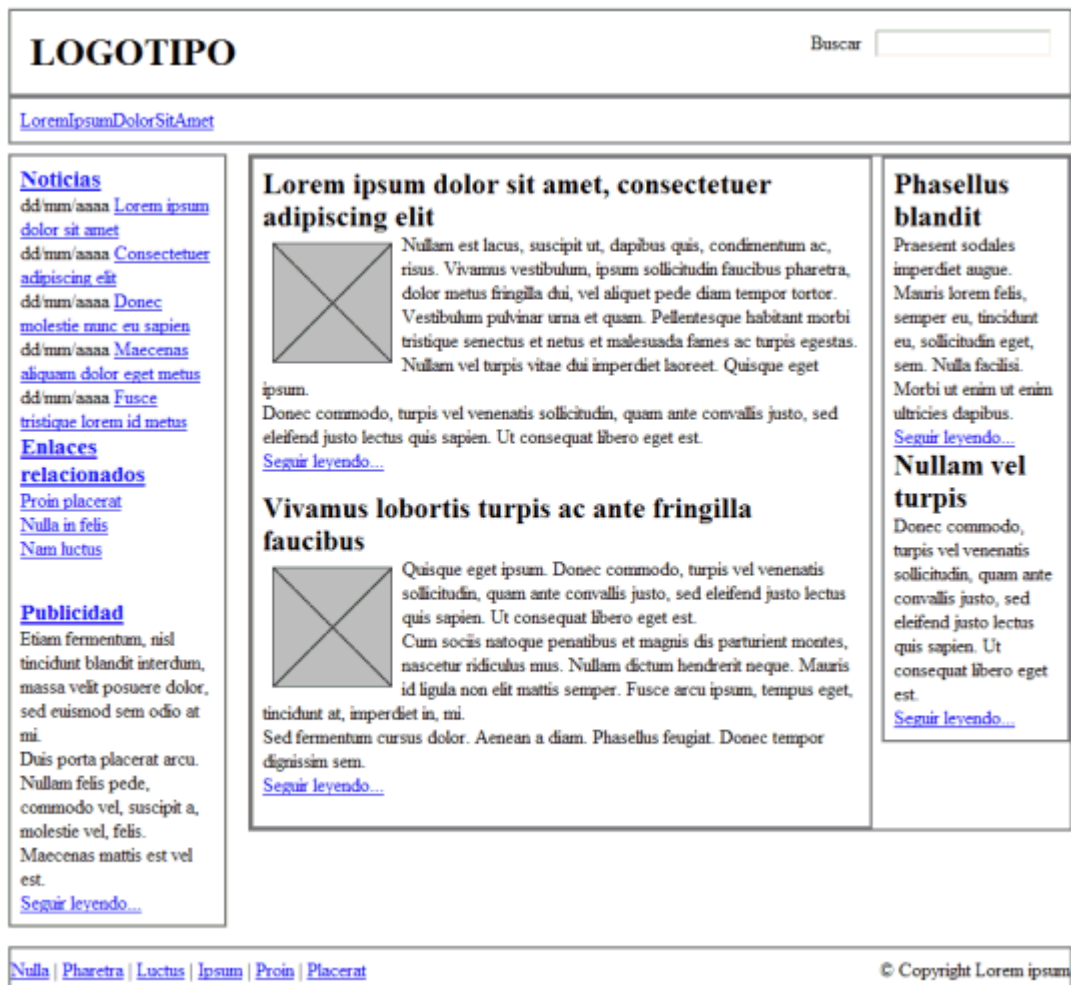 LOGOTIPO
Buscar
LoremIpsumDolorSitAmet
Noticias
dd/mm/aaaa Lorem ipsum
dolor sit amet
dd/mm/aaaa Consectetuer
adipiscing elit
dd/mm/aaaa Donec
molestie nunc eu sapien
dd/mm/aaaa Maecenas
aliquam dolor eget metus
dd/mm/aaaa Fusce
tristique lorem id metus
Enlaces
relacionados
Proin placerat
Nulla in felis
Nam luctus
Publicidad
Etiam fermentum, nisl
tincidunt blandit interdum,
massa velit posuere dolor,
sed euismod sem odio at
mi.
Duis porta placerat arcu.
Nullam felis pede,
commodo vel, suscipit a,
molestie vel, felis.
Maecenas mattis est vel
est.
Seguir leyendo...
Lorem ipsum dolor sit amet, consectetuer
adipiscing elit
Nullam est lacus, suscipit ut, dapibus quis, condimentum ac,
risus. Vivamus vestibulum, ipsum sollicitudin faucibus pharetra,
dolor metus fringilla dui, vel aliquet pede diam tempor tortor.
Vestibulum pulvinar urna et quam. Pellentesque habitant morbi
tristique senectus et netus et malesuada fames ac turpis egestas.
Nullam vel turpis vitae dui imperdiet laoreet. Quisque eget
ipsum.
Donec commodo, turpis vel venenatis sollicitudin, quam ante convallis justo, sed
eleifend justo lectus quis sapien. Ut consequat libero eget est.
Seguir leyendo...
Vivamus lobortis turpis ac ante fringilla
faucibus
Quisque eget ipsum. Donec commodo, turpis vel venenatis
sollicitudin, quam ante convallis justo, sed eleifend justo lectus
quis sapien. Ut consequat libero eget est.
Cum sociis natoque penatibus et magnis dis parturient montes,
nascetur ridiculus mus. Nullam dictum hendrerit neque. Mauris
id ligula non elit mattis semper. Fusce arcu ipsum, tempus eget,
tincidunt at, imperdiet in, mi.
Sed fermentum cursus dolor. Aenean a diam. Phasellus feugiat. Donec tempor
dignissim sem.
Seguir leyendo...
Phasellus
blandit
Praesent sodales
imperdiet augue.
Mauris lorem felis,
semper eu, tincidunt
eu, sollicitudin eget,
sem. Nulla facilisi.
Morbi ut enim ut enim
ultricies dapibus.
Seguir leyendo...
Nullam vel
turpis
Donec commodo,
turpis vel venenatis
sollicitudin, quam ante
convallis justo, sed
eleifend justo lectus
quis sapien. Ut
consequat libero eget
est.
Seguir leyendo...
Nulla | Pharetra | Luctus | Ipsum | Proin | Placerat
© Copyright Lorem ipsum